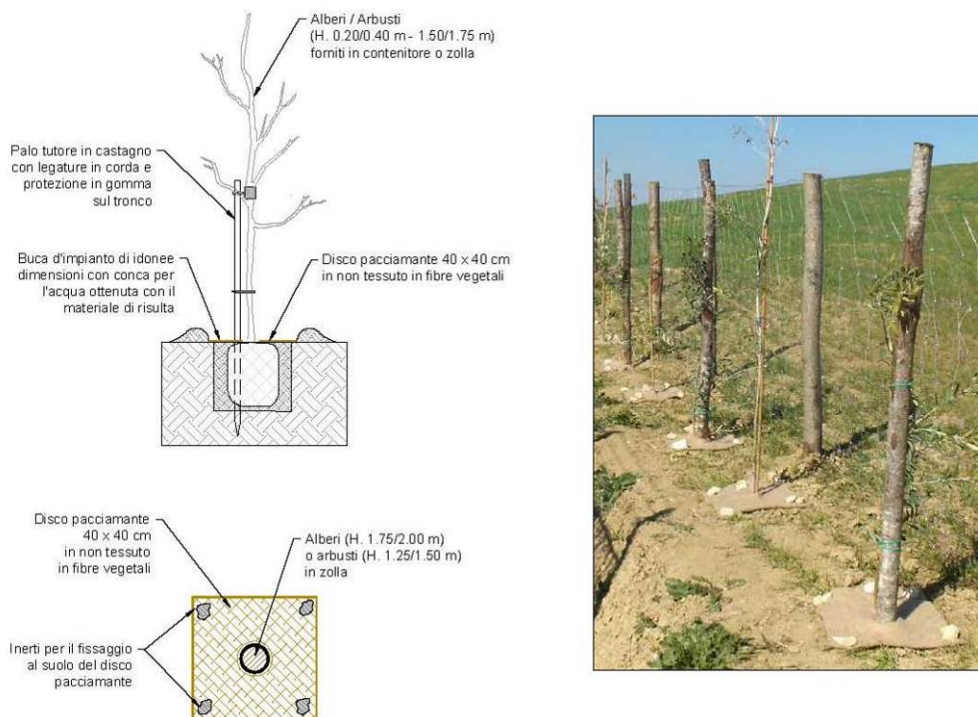 Alberi / Arbusti
(H. 0.20/0.40 m - 1.50/1.75 m)
forniti in contenitore o zolla
Palo tutore in castagno
con legature in corda e
protezione in gomma
sul tronco
Buca d'impianto di idonee
dimensioni con conca per
l'acqua ottenuta con il
materiale di risulta
Disco pacciamante 40 x 40 cm
in non tessuto in fibre vegetali
Disco pacciamante
40 x 40 cm
in non tessuto
in fibre vegetali
Alberi (H. 1.75/2.00 m)
o arbusti (H. 1.25/1.50 m)
in zolla
Inerti per il fissaggio
al suolo del disco
pacciamante